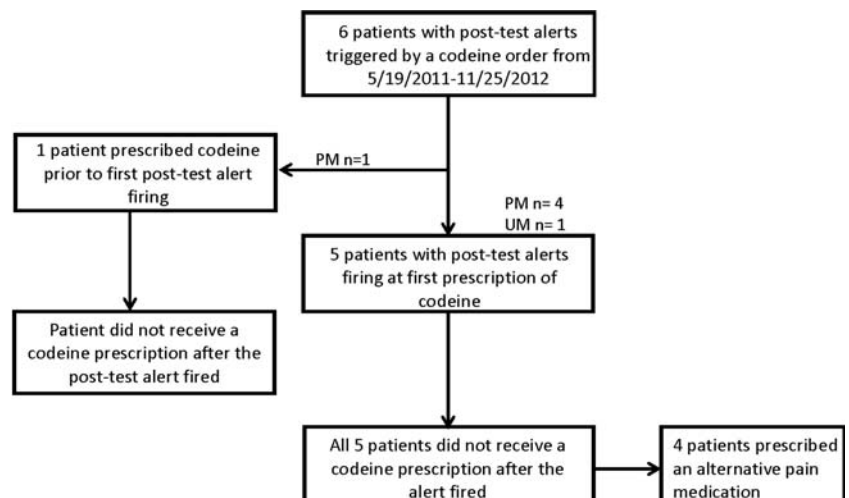 6 patients with post-test alerts
triggered by a codeine order from
5/19/2011-11/25/2012
1 patient prescribed codeine
prior to first post-test alert
firing
PM n=1
PM n= 4
UM n= 1
5 patients with post-test alerts
firing at first prescription of
codeine
Patient did not receive a
codeine prescription after the
post-test alert fired
All 5 patients did not receive a
codeine prescription after the
alert fired
4 patients prescribed
an alternative pain
medication